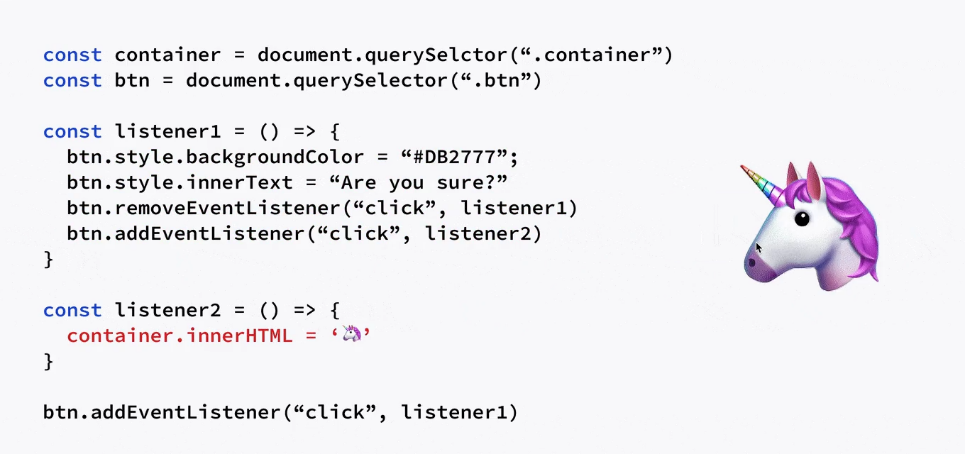 const container = document.querySelctor(“.container”)
const btn = document.querySelector(“.btn”)
const listener1 = () => {
btn.style.backgroundColor = “#DB2777”;
btn.style.innerText = “Are you sure?”
btn.removeEventListener(“click”, listener1)
btn.addEventListener(“click”, listener2)
}
const listener2 = () => {
container.innerHTML = ‘🦄’
}
btn.addEventListener(“click”, listener1)